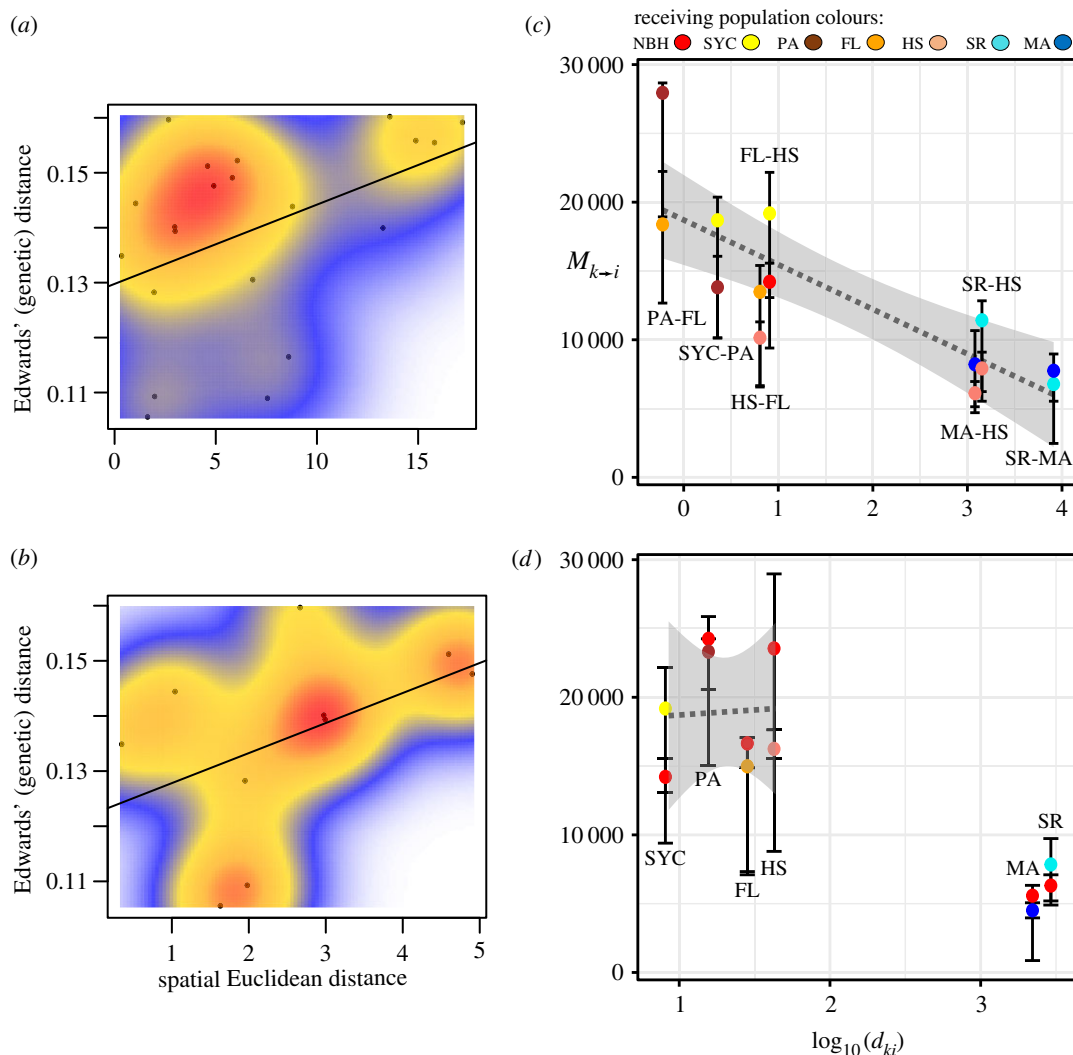 (a)
Edwards' (genetic) distance
0.15
0.13
0.11
0
5
10
15
(b)
Edwards' (genetic) distance
0.15
0.13
0.11
1
2
3
4
5
spatial Euclidean distance
(c)
receiving population colours:
NBH SYC PA FL HS SR MA
30 000
20 000
10 000
0
M k→i
FL-HS
PA-FL
SYC-PA
HS-FL
SR-HS
MA-HS
SR-MA
0
1
2
3
4
(d)
30 000
20 000
10 000
0
PA
SYC
FL
HS
MA
SR
1
2
3
log10 (dki)